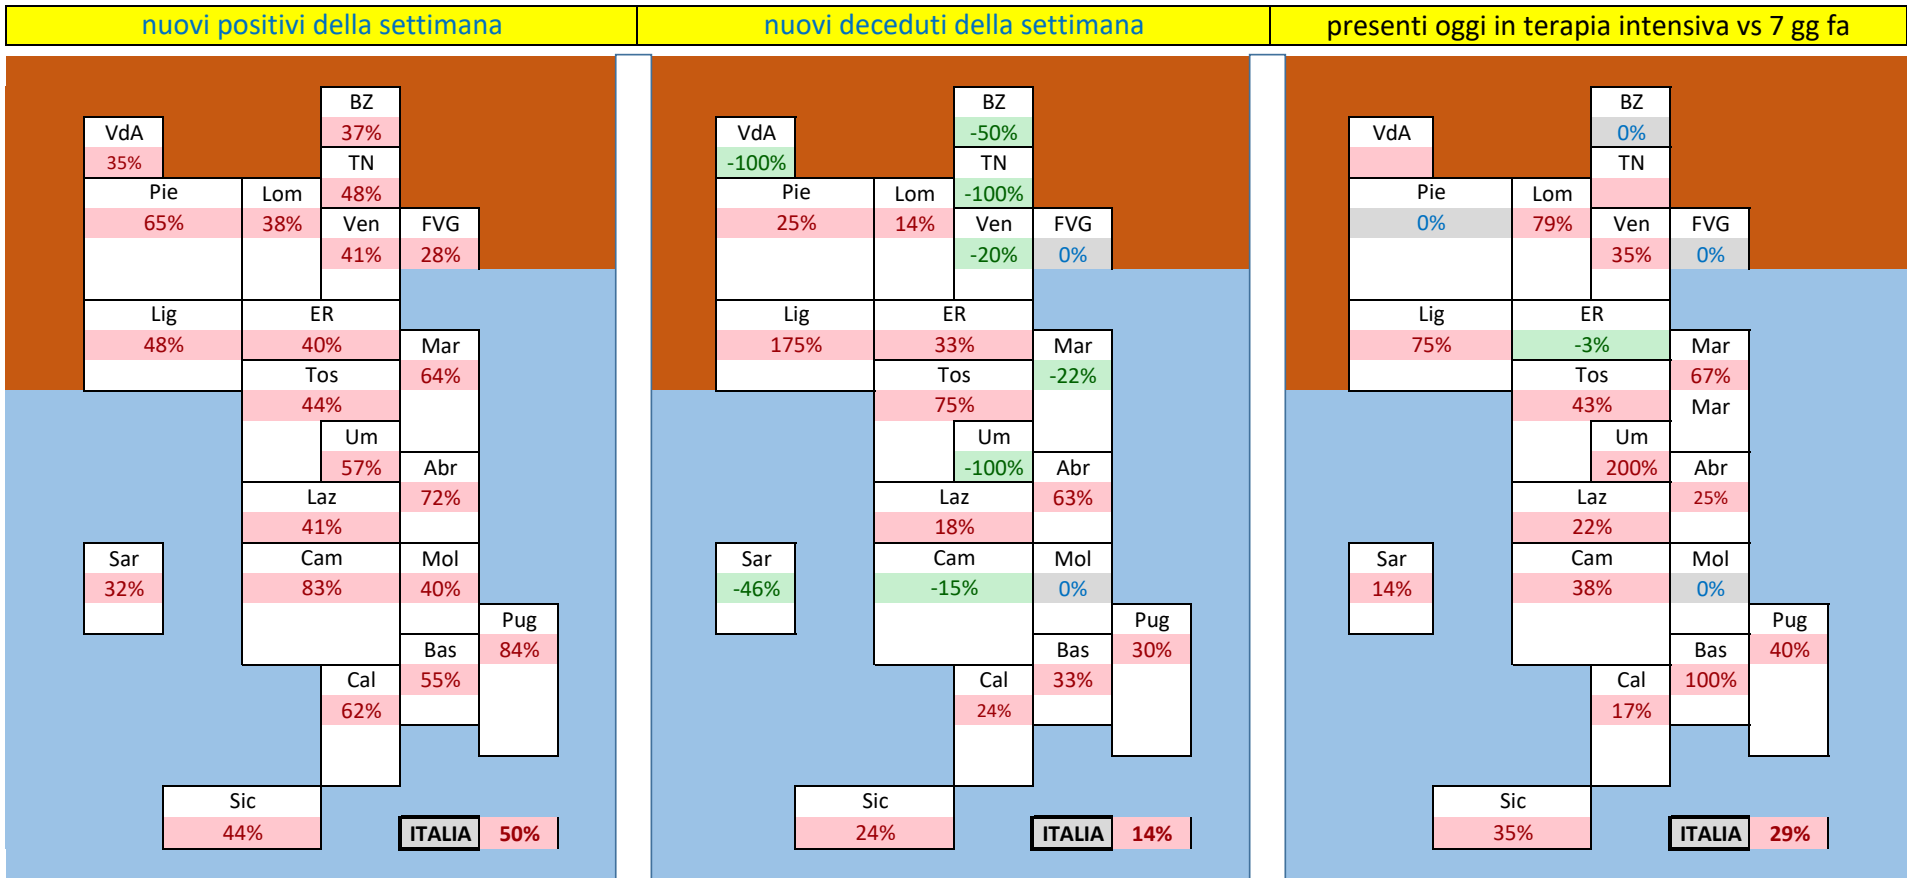 nuovi positivi della settimana
BZ
VdA 37%
35% TN
Pie Lom 48%
65% 38% Ven FVG
41% 28%
Lig ER
48% 40% Mar
Tos 64%
44%
Um
57% Abr
Laz 72%
41%
Sar Cam Mol
32% 83% 40%
Pug
Bas 84%
Cal 55%
62%
Sic
44% ITALIA 50%
nuovi deceduti della settimana
BZ
VdA -50%
-100% TN
Pie Lom -100%
25% 14% Ven FVG
-20% 0%
Lig ER
175% 33% Mar
Tos -22%
75%
Um
-100% Abr
Laz 63%
18%
Sar Cam Mol
-46% -15% 0%
Pug
Bas 30%
Cal 33%
24%
Sic
24% ITALIA 14%
presenti oggi in terapia intensiva vs 7 gg fa
BZ
VdA 0%
TN
Pie Lom
0% 79% Ven FVG
35% 0%
Lig ER
75% -3% Mar
Tos 67%
43% Mar
Um
200% Abr
Laz 25%
22%
Sar Cam Mol
14% 38% 0%
Pug
Bas 40%
Cal 100%
17%
Sic
35% ITALIA 29%